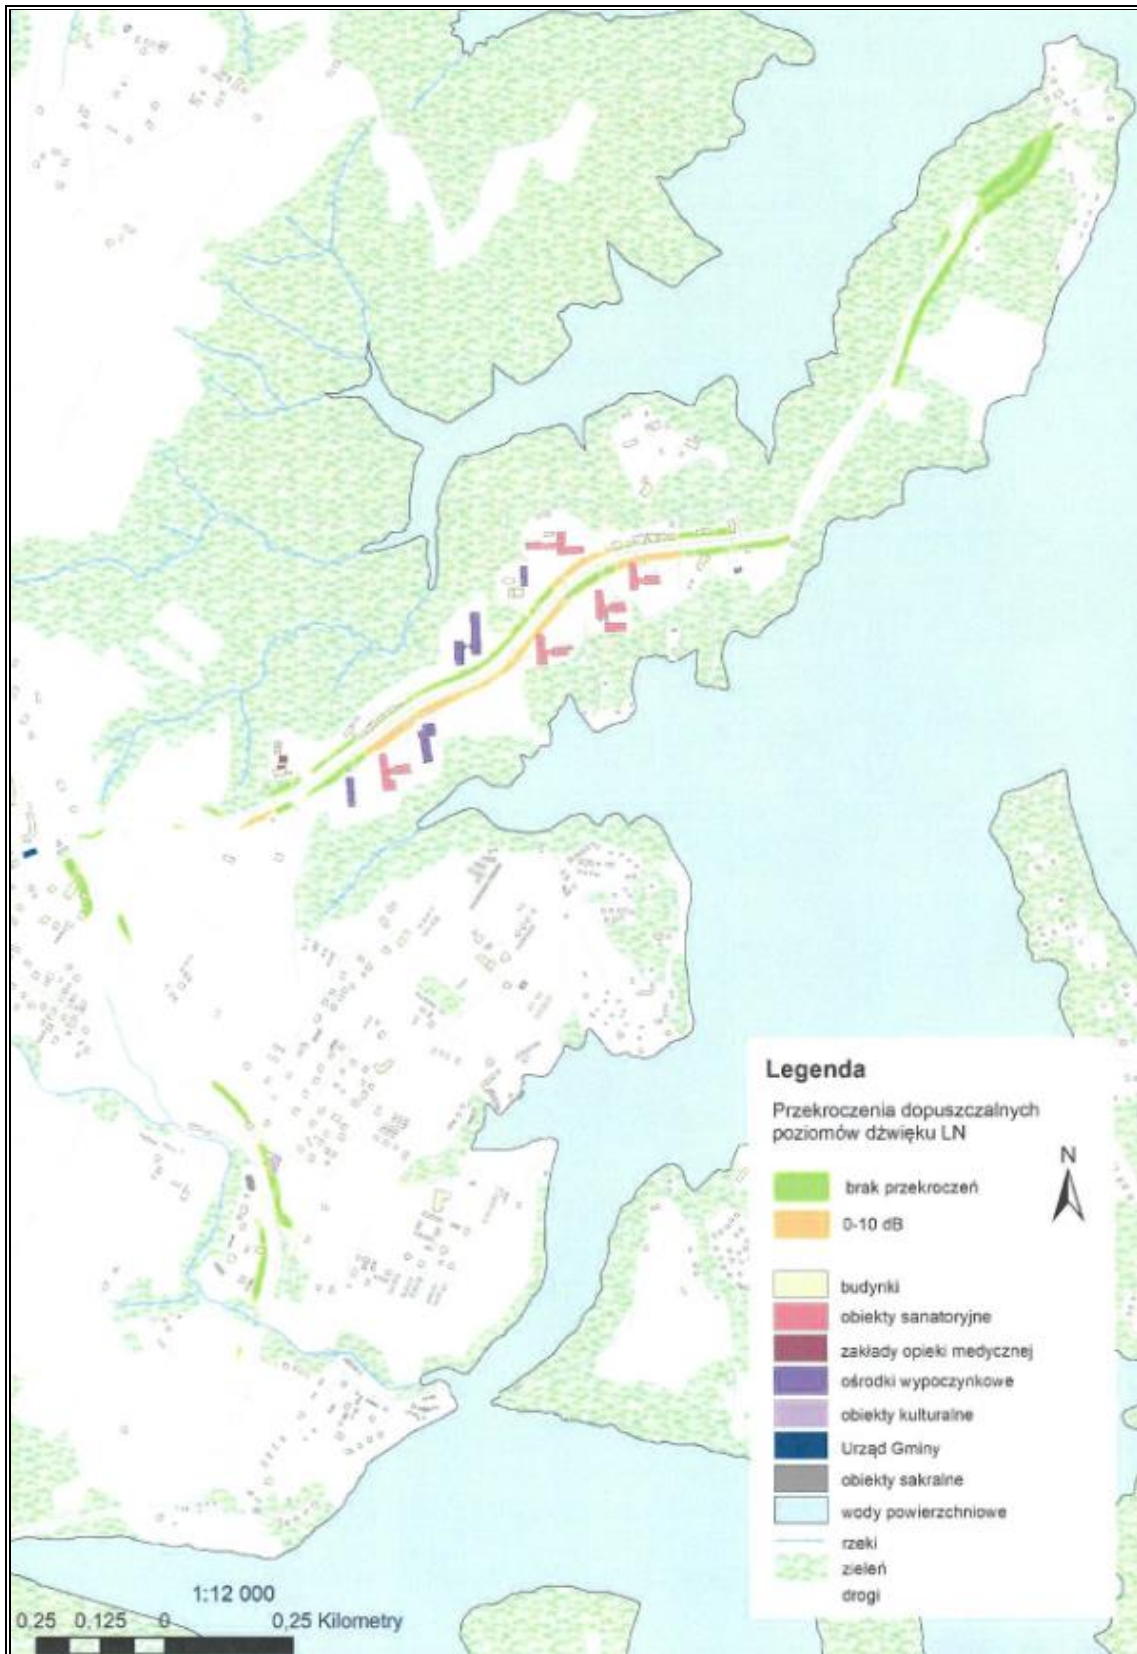 Legenda
Przekroczenia dopuszczalnych
poziomów dźwięku LN
N
brak przekroczeń
0-10 dB
budynki
obiekty sanatoryjne
zakłady opieki medycznej
ośrodki wypoczynkowe
obiekty kulturalne
Urząd Gminy
obiekty sakralne
wody powierzchniowe
rzeki
zieleń
drogi
1:12 000
0,25 0,125 0 0,25 Kilometry